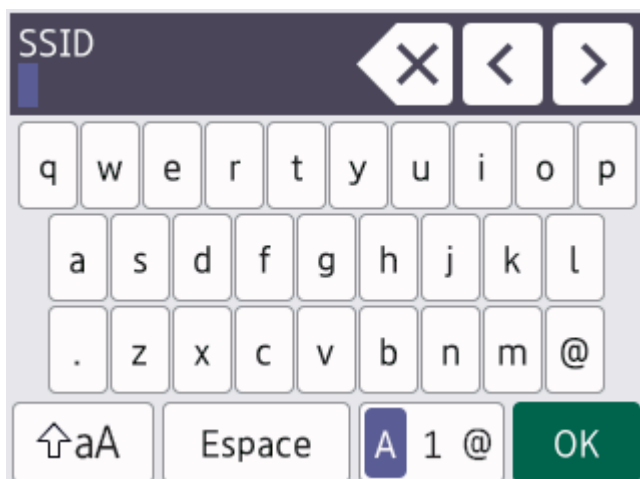 SSID
q w e r t y u i o p
a s d f g h j k l
. z x c v b n m @
aA Espace A 1 @ OK